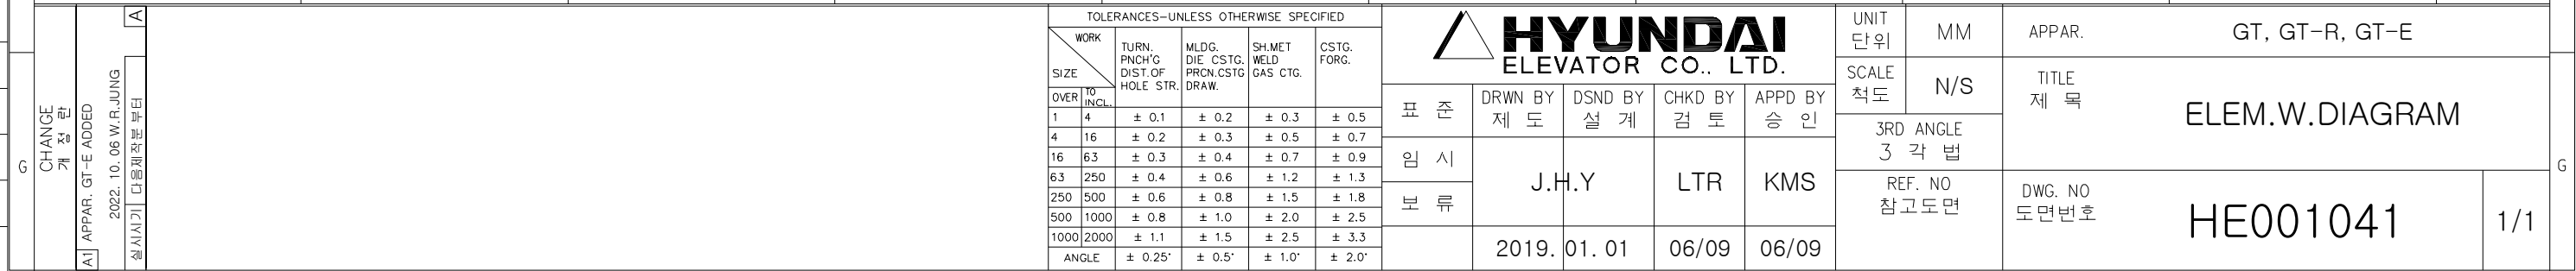 G
CHANGE
개 정 란
A1 APPAR. GT-E ADDED
2022. 10. 06 W.R.JUNG
실시시기 다음제작분 부터 A
TOLERANCES-UNLESS OTHERWISE SPECIFIED
WORK
SIZE
OVER TO INCL.
TURN. PNCH'G DIST.OF HOLE STR.
MLDG. DIE CSTG. PRCN.CSTG DRAW.
SH.MET WELD GAS CTG.
CSTG. FORG.
1 4 ± 0.1 ± 0.2 ± 0.3 ± 0.5
4 16 ± 0.2 ± 0.3 ± 0.5 ± 0.7
16 63 ± 0.3 ± 0.4 ± 0.7 ± 0.9
63 250 ± 0.4 ± 0.6 ± 1.2 ± 1.3
250 500 ± 0.6 ± 0.8 ± 1.5 ± 1.8
500 1000 ± 0.8 ± 1.0 ± 2.0 ± 2.5
1000 2000 ± 1.1 ± 1.5 ± 2.5 ± 3.3
ANGLE ± 0.25° ± 0.5° ± 1.0° ± 2.0°
HYUNDAI
ELEVATOR CO., LTD.
표 준
임 시
보 류
DRWN BY DSND BY CHKD BY APPD BY
제 도 설 계 검 토 승 인
J.H.Y LTR KMS
2019. 01. 01 06/09 06/09
UNIT
단위
MM
SCALE
척도
N/S
3RD ANGLE
3 각 법
REF. NO
참고도면
APPAR.
GT, GT-R, GT-E
TITLE
제 목
ELEM.W.DIAGRAM
DWG. NO
도면번호
HE001041
1/1
G